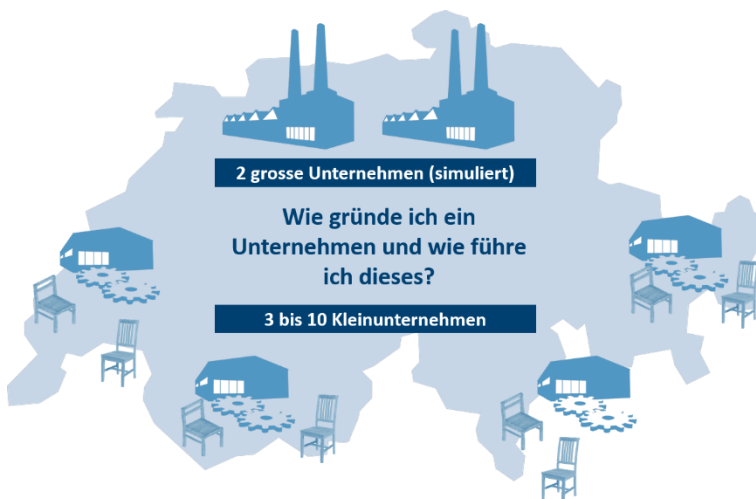 2 grosse Unternehmen (simuliert)
Wie gründe ich ein
Unternehmen und wie führe
ich dieses?
3 bis 10 Kleinunternehmen